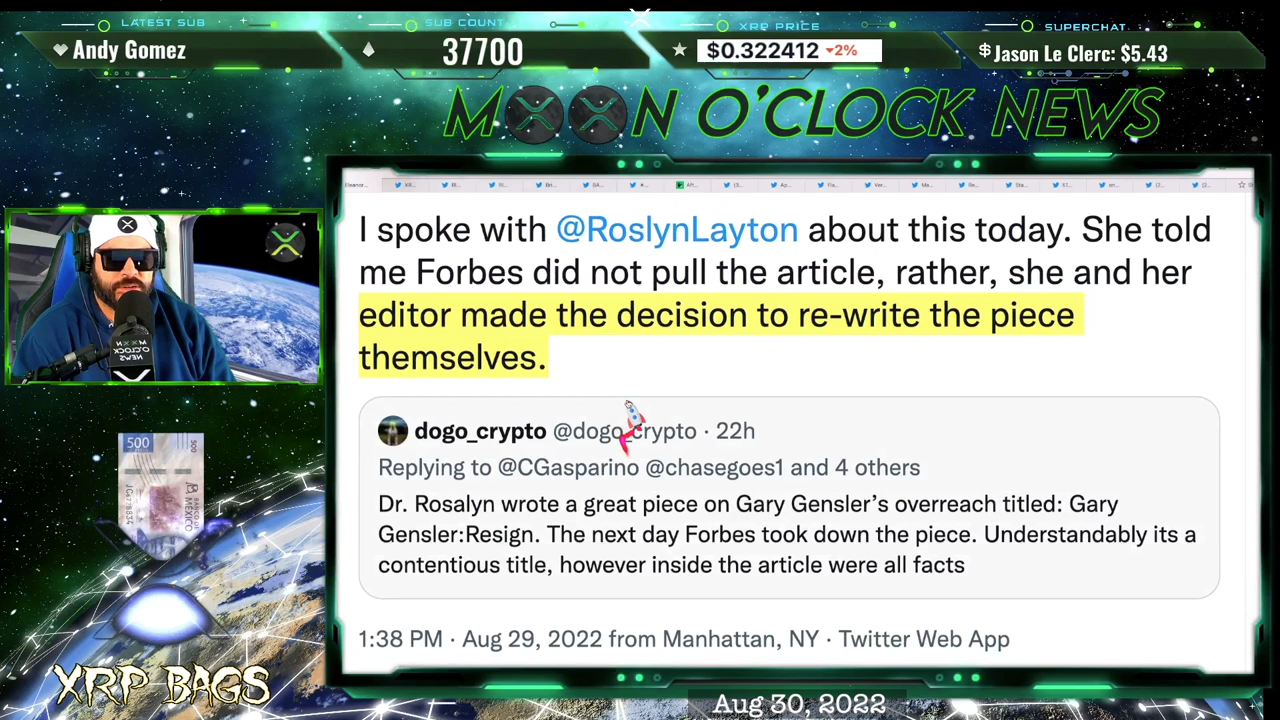 LATEST SUB
SUB COUNT
XRP PRICE
SUPERCHAT
Andy Gomez
37700
$0.322412 2%
Jason Le Clerc: $5.43
MOON O'CLOCK NEWS
I spoke with @RoslynLayton about this today. She told
me Forbes did not pull the article, rather, she and her
editor made the decision to re-write the piece
themselves.
dogo_crypto @dogo_crypto · 22h
Replying to @CGasparino @chasegoes1 and 4 others
Dr. Rosalyn wrote a great piece on Gary Gensler's overreach titled: Gary
Gensler:Resign. The next day Forbes took down the piece. Understandably its a
contentious title, however inside the article were all facts
1:38 PM · Aug 29, 2022 from Manhattan, NY · Twitter Web App
MOON
O'CLOCK
NEWS
500
XRP BAGS
Aug 30, 2022